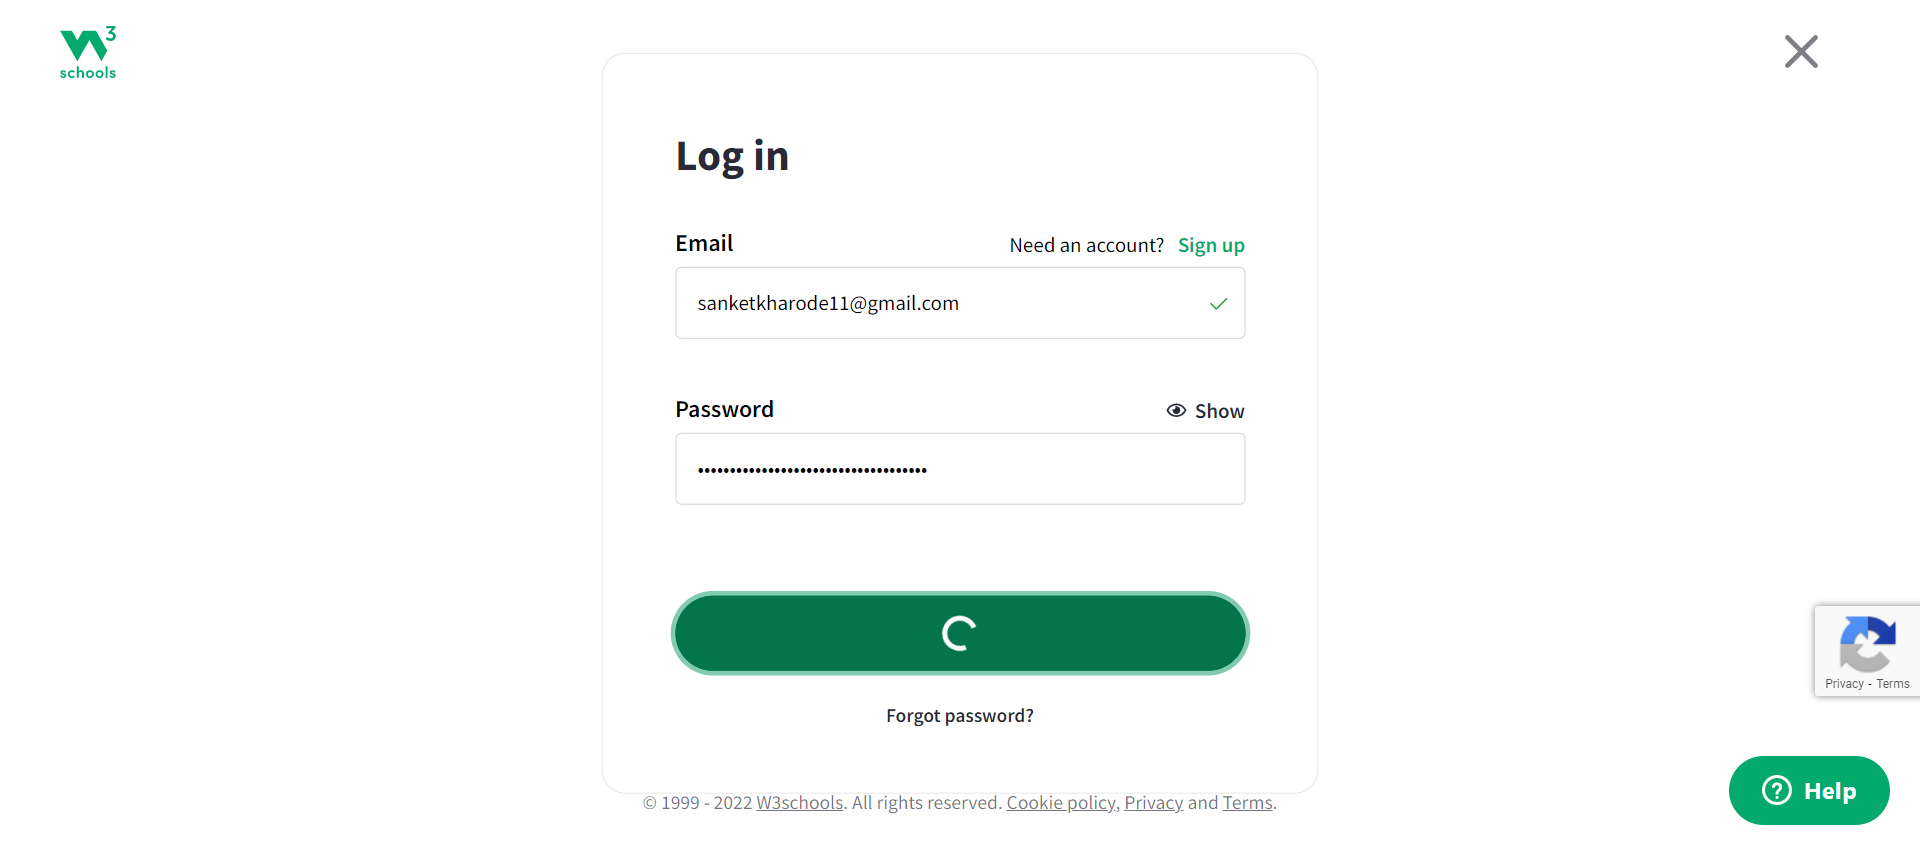 W3
schools
Log in
Email
Need an account? Sign up
sanketkharode11@gmail.com
Password
Show
••••••••••••••••••••••••••••••••••••
Forgot password?
Privacy - Terms
Help
© 1999 - 2022 W3schools. All rights reserved. Cookie policy, Privacy and Terms.